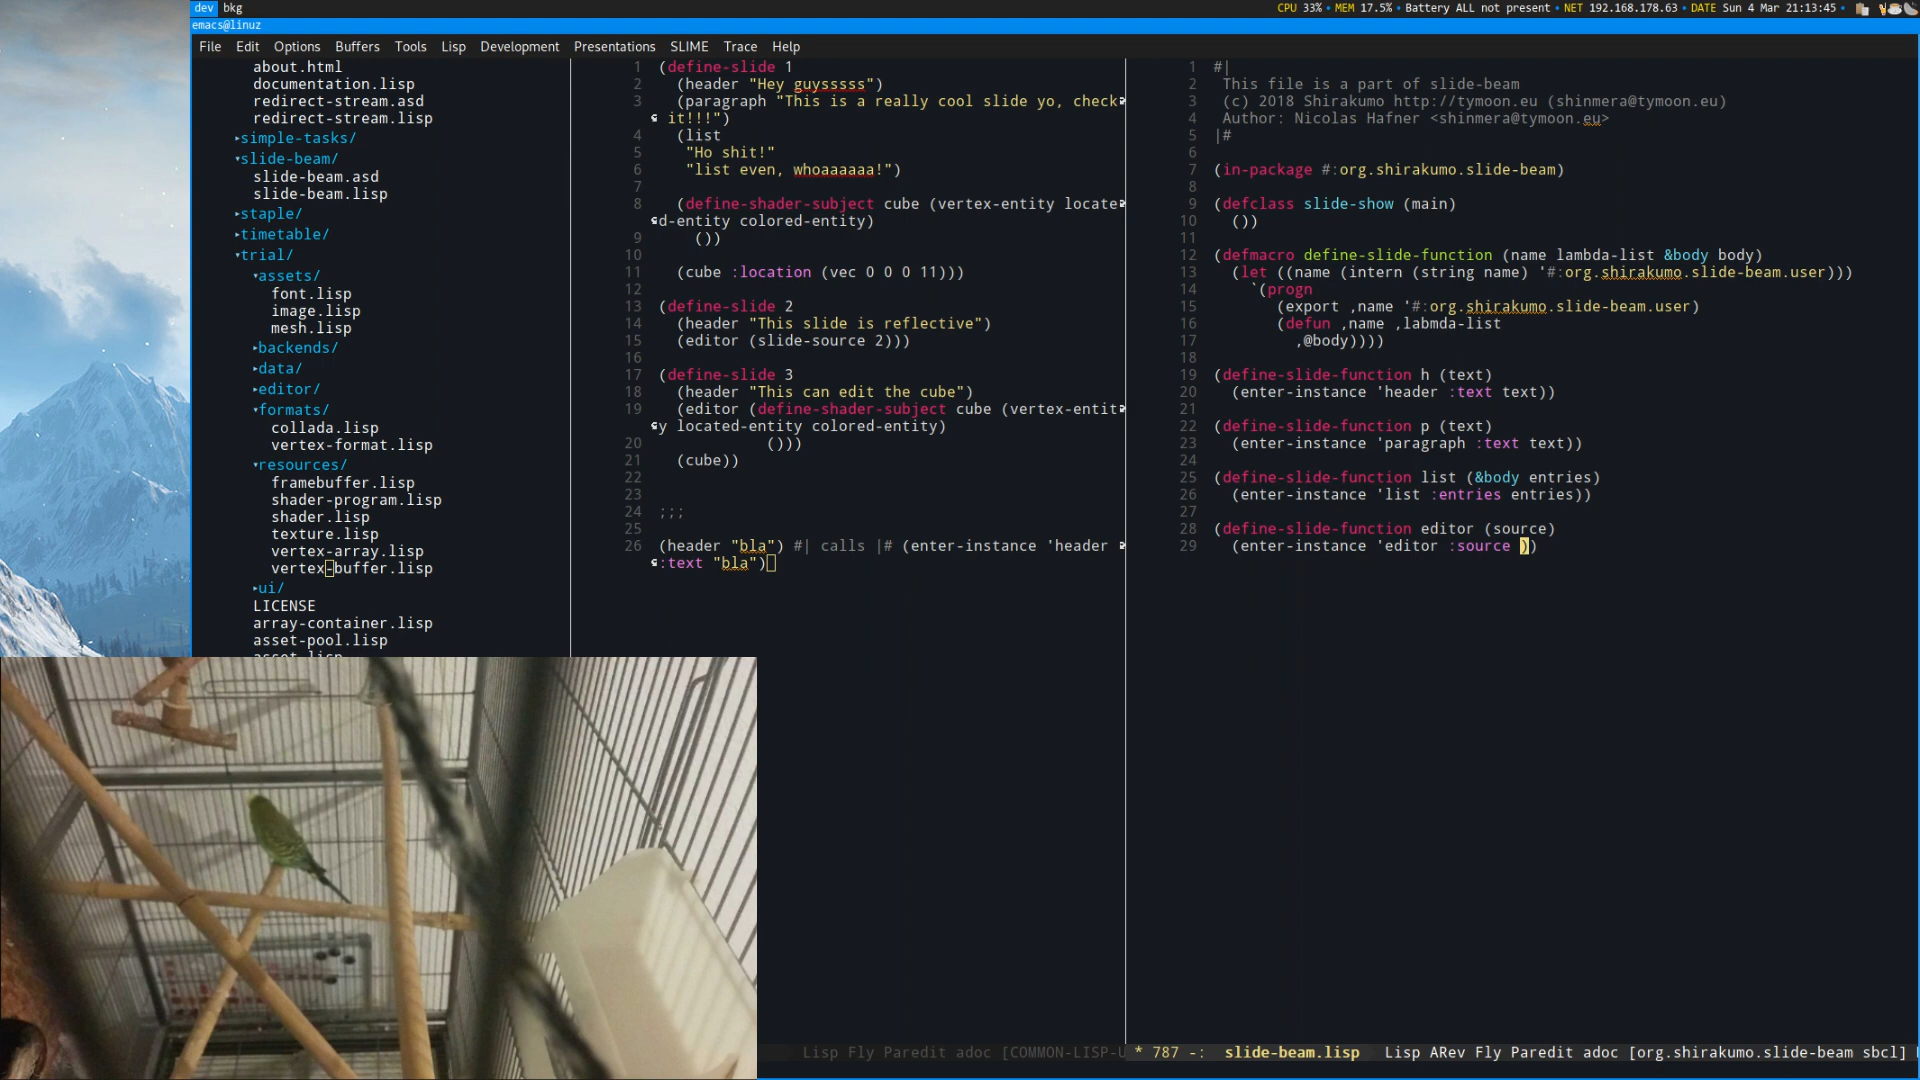 dev bkg
CPU 33% • MEM 17.5% • Battery ALL not present • NET 192.168.178.63 • DATE Sun 4 Mar 21:13:45 •
emacs@linuz
File Edit Options Buffers Tools Lisp Development Presentations SLIME Trace Help
about.html
documentation.lisp
redirect-stream.asd
redirect-stream.lisp
▸simple-tasks/
▾slide-beam/
slide-beam.asd
slide-beam.lisp
▸staple/
▸timetable/
▾trial/
▾assets/
font.lisp
image.lisp
mesh.lisp
▸backends/
▸data/
▸editor/
▾formats/
collada.lisp
vertex-format.lisp
▾resources/
framebuffer.lisp
shader-program.lisp
shader.lisp
texture.lisp
vertex-array.lisp
vertex-buffer.lisp
▸ui/
LICENSE
array-container.lisp
asset-pool.lisp
asset.lisp
1 (define-slide 1
2 (header "Hey guysssss")
3 (paragraph "This is a really cool slide yo, check
it!!!")
4 (list
5 "Ho shit!"
6 "list even, whoaaaaaa!")
7
8 (define-shader-subject cube (vertex-entity locate
d-entity colored-entity)
9 ())
10
11 (cube :location (vec 0 0 0 11)))
12
13 (define-slide 2
14 (header "This slide is reflective")
15 (editor (slide-source 2)))
16
17 (define-slide 3
18 (header "This can edit the cube")
19 (editor (define-shader-subject cube (vertex-entit
y located-entity colored-entity)
20 ()))
21 (cube))
22
23
24 ;;;
25
26 (header "bla") #| calls |# (enter-instance 'header
:text "bla")
1 #|
2 This file is a part of slide-beam
3 (c) 2018 Shirakumo http://tymoon.eu (shinmera@tymoon.eu)
4 Author: Nicolas Hafner <shinmera@tymoon.eu>
5 |#
6
7 (in-package #:org.shirakumo.slide-beam)
8
9 (defclass slide-show (main)
10 ())
11
12 (defmacro define-slide-function (name lambda-list &body body)
13 (let ((name (intern (string name) '#:org.shirakumo.slide-beam.user)))
14 `(progn
15 (export ,name '#:org.shirakumo.slide-beam.user)
16 (defun ,name ,labmda-list
17 ,@body))))
18
19 (define-slide-function h (text)
20 (enter-instance 'header :text text))
21
22 (define-slide-function p (text)
23 (enter-instance 'paragraph :text text))
24
25 (define-slide-function list (&body entries)
26 (enter-instance 'list :entries entries))
27
28 (define-slide-function editor (source)
29 (enter-instance 'editor :source ))
Lisp Fly Paredit adoc [COMMON-LISP-U
* 787 -: slide-beam.lisp Lisp ARev Fly Paredit adoc [org.shirakumo.slide-beam sbcl]